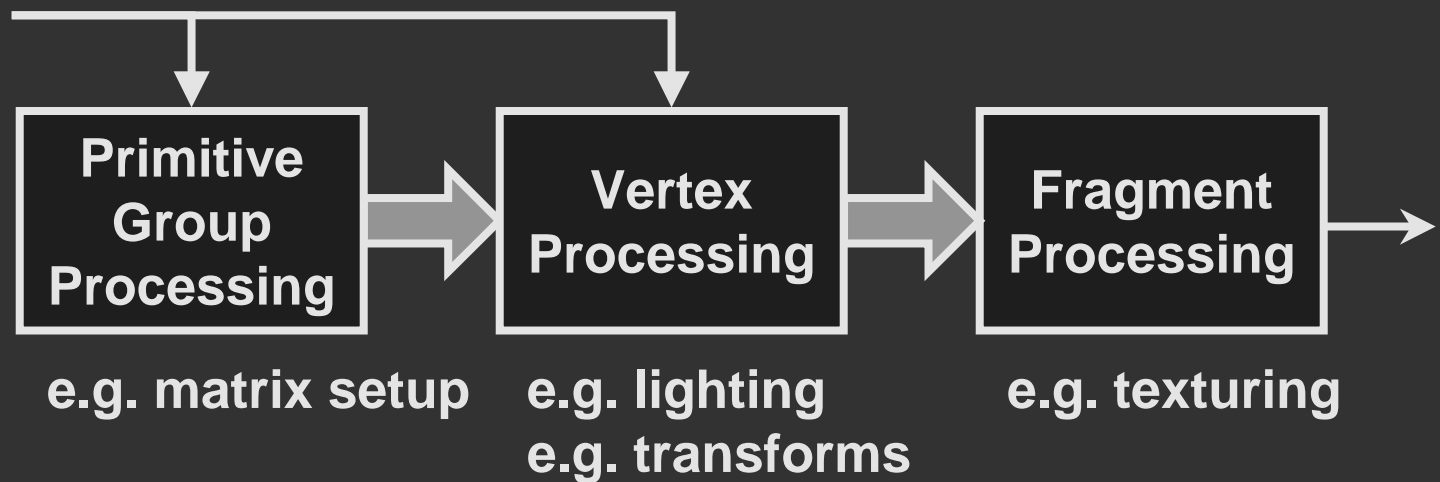 Primitive
Group
Processing
Vertex
Processing
Fragment
Processing
e.g. matrix setup
e.g. lighting
e.g. transforms
e.g. texturing